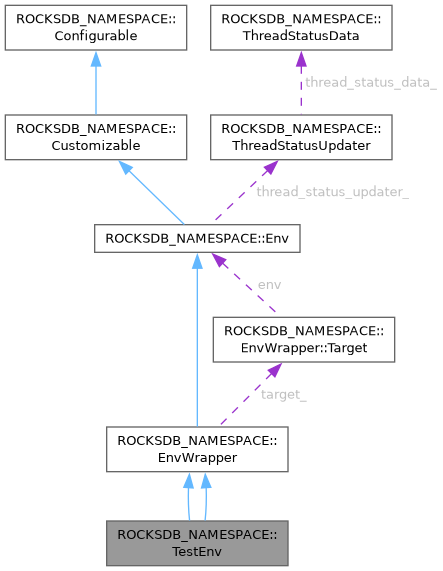 ROCKSDB_NAMESPACE::
Configurable
ROCKSDB_NAMESPACE::
ThreadStatusData
thread_status_data_
ROCKSDB_NAMESPACE::
Customizable
ROCKSDB_NAMESPACE::
ThreadStatusUpdater
thread_status_updater_
ROCKSDB_NAMESPACE::Env
env
ROCKSDB_NAMESPACE::
EnvWrapper::Target
target_
ROCKSDB_NAMESPACE::
EnvWrapper
ROCKSDB_NAMESPACE::
TestEnv